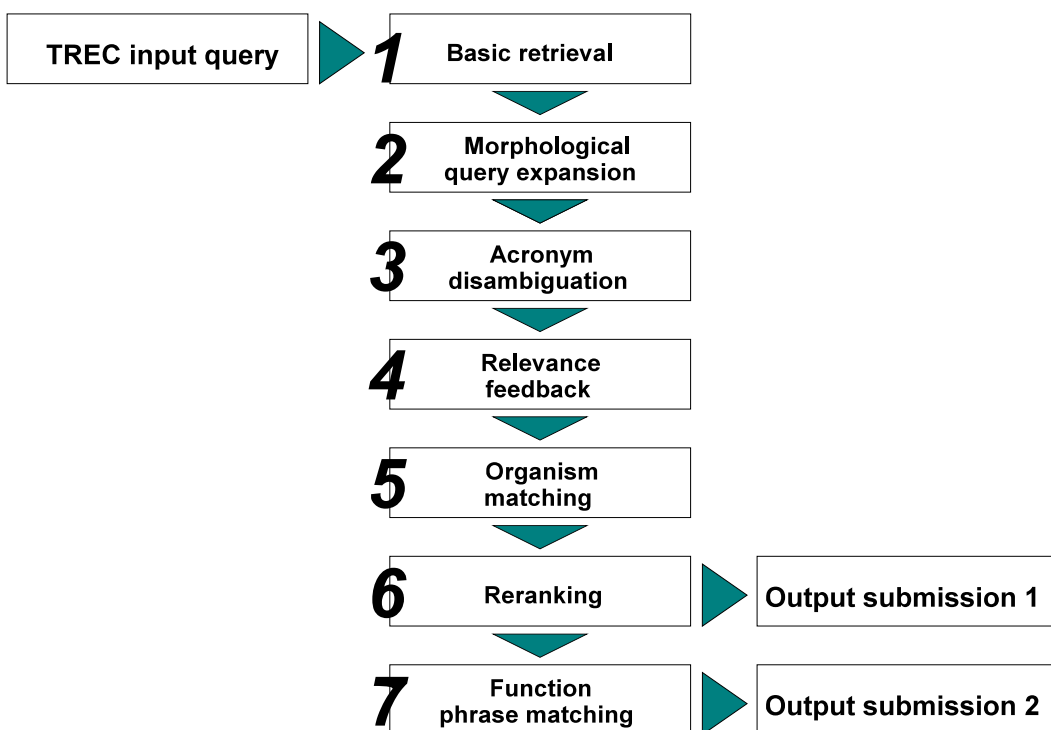 TREC input query
1 Basic retrieval
2 Morphological
query expansion
3 Acronym
disambiguation
4 Relevance
feedback
5 Organism
matching
6 Reranking
Output submission 1
7 Function
phrase matching
Output submission 2